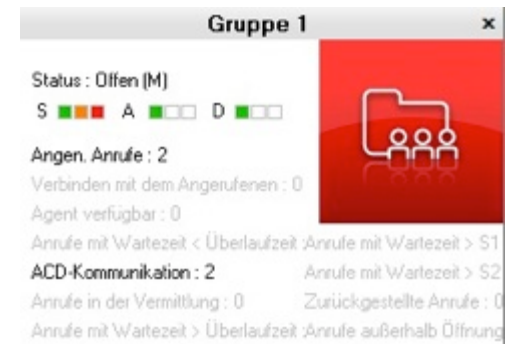 Gruppe 1 ×
Status : Offen (M)
S A D
Angen. Anrufe : 2
Verbinden mit dem Angerufenen : 0
Agent verfügbar : 0
Anrufe mit Wartezeit < Überlaufzeit : Anrufe mit Wartezeit > S1
ACD-Kommunikation : 2 Anrufe mit Wartezeit > S2
Anrufe in der Vermittlung : 0 Zurückgestellte Anrufe : 0
Anrufe mit Wartezeit > Überlaufzeit : Anrufe außerhalb Öffnung